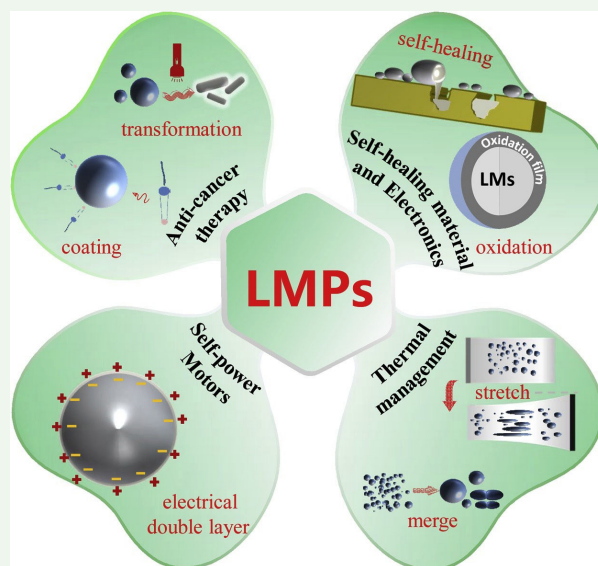 transformation
coating
Anti-cancer
therapy
self-healing
Oxidation film
LMs
oxidation
Self-healing material
and Electronics
LMPs
Self-power
Motors
electrical
double layer
Thermal
management
stretch
merge